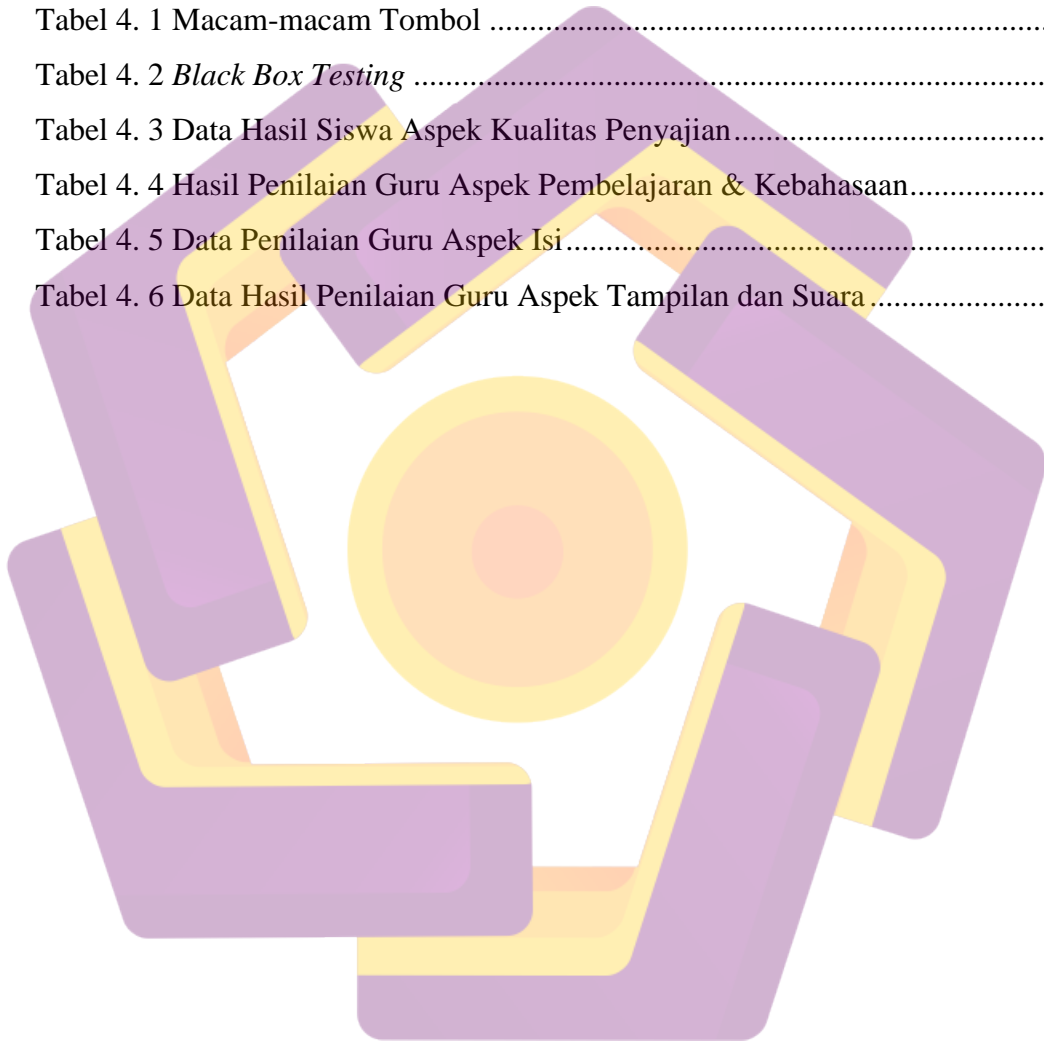 Tabel 4. 1 Macam-macam Tombol ......................................................................
Tabel 4. 2 Black Box Testing ................................................................................
Tabel 4. 3 Data Hasil Siswa Aspek Kualitas Penyajian.......................................
Tabel 4. 4 Hasil Penilaian Guru Aspek Pembelajaran & Kebahasaan.................
Tabel 4. 5 Data Penilaian Guru Aspek Isi............................................................
Tabel 4. 6 Data Hasil Penilaian Guru Aspek Tampilan dan Suara ......................